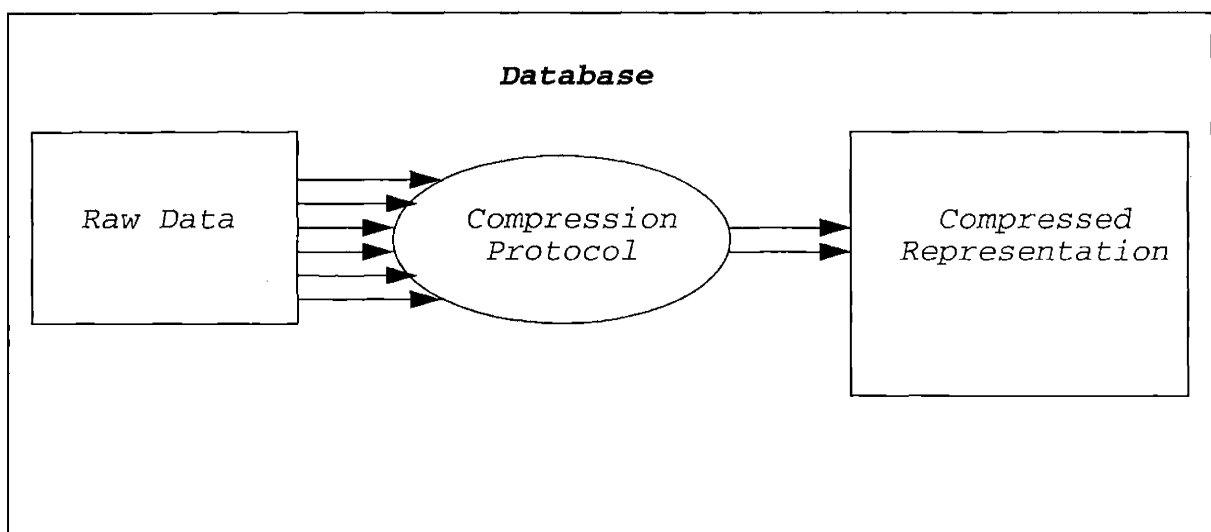 Database
Raw Data
Compression
Protocol
Compressed
Representation